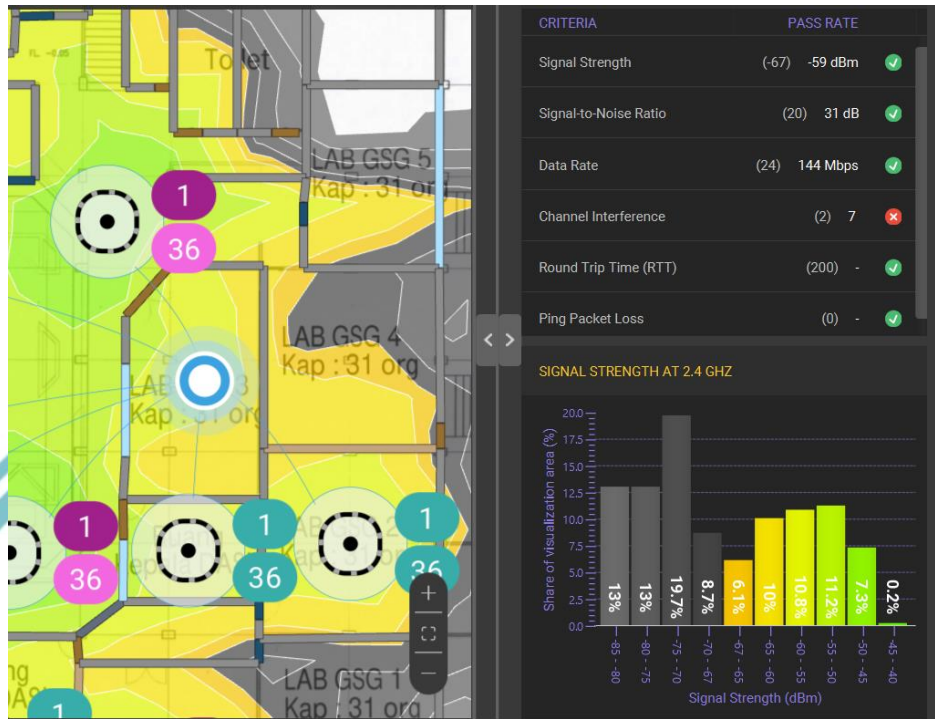 Toilet
LAB GSG 5
Kap : 31 org
1
36
LAB GSG 4
Kap : 31 org
LAB
3
Kap : 31 org
1
36
1
36
1
36
LAB
2
Kap
LAB GSG 1
Kap 31 org
1
+
−
< >
CRITERIA PASS RATE
Signal Strength (-67) -59 dBm
Signal-to-Noise Ratio (20) 31 dB
Data Rate (24) 144 Mbps
Channel Interference (2) 7
Round Trip Time (RTT) (200) -
Ping Packet Loss (0) -
SIGNAL STRENGTH AT 2.4 GHZ
Share of visualization area (%)
20.0
17.5
15.0
12.5
10.0
7.5
5.0
2.5
0.0
13% 13% 19.7% 8.7% 6.1% 10% 10.8% 11.2% 7.3% 0.2%
-85 - -80 -80 - -75 -75 - -70 -70 - -67 -67 - -65 -65 - -60 -60 - -55 -55 - -50 -50 - -45 -45 - -40
Signal Strength (dBm)